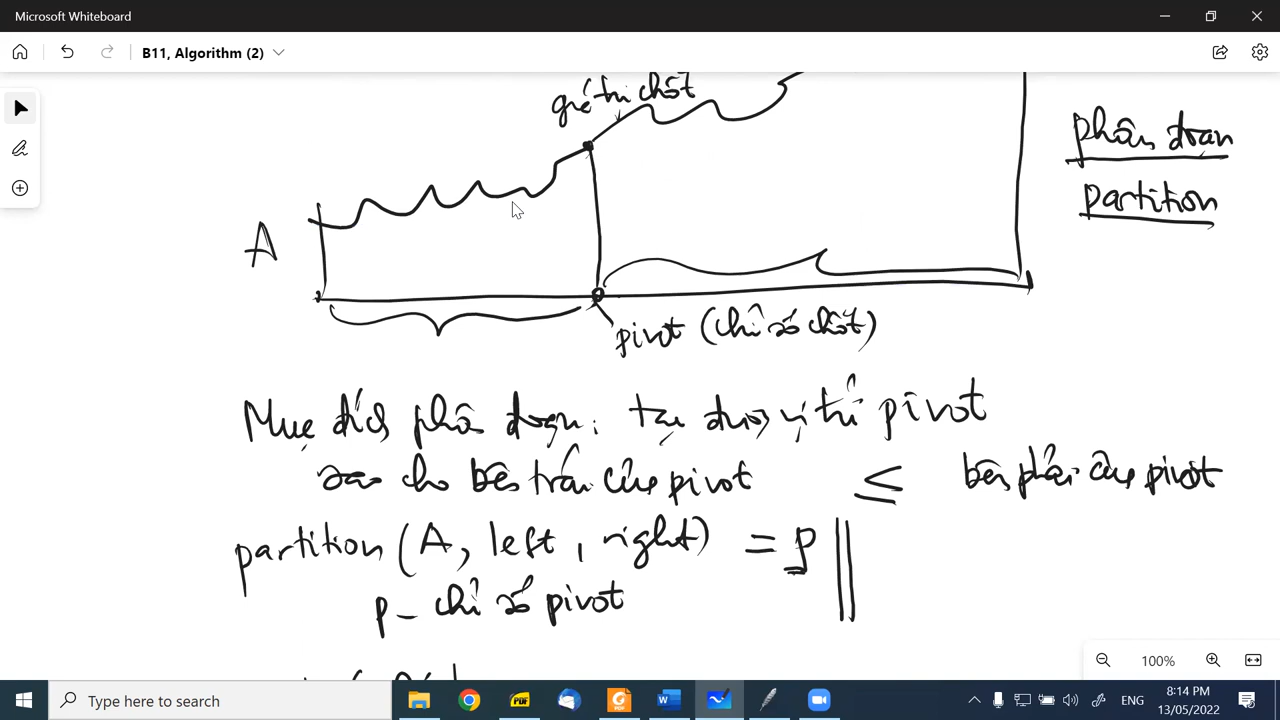 Microsoft Whiteboard
B11, Algorithm (2)
giá trị chốt
phân đoạn
partition
A
pivot (chỉ số chốt)
Mục đích phân đoạn: tạo được vị trí pivot
sao cho bên trái của pivot ≤ bên phải của pivot
partition (A, left, right) = p
p - chỉ số pivot
100%
Type here to search
ENG
8:14 PM
13/05/2022